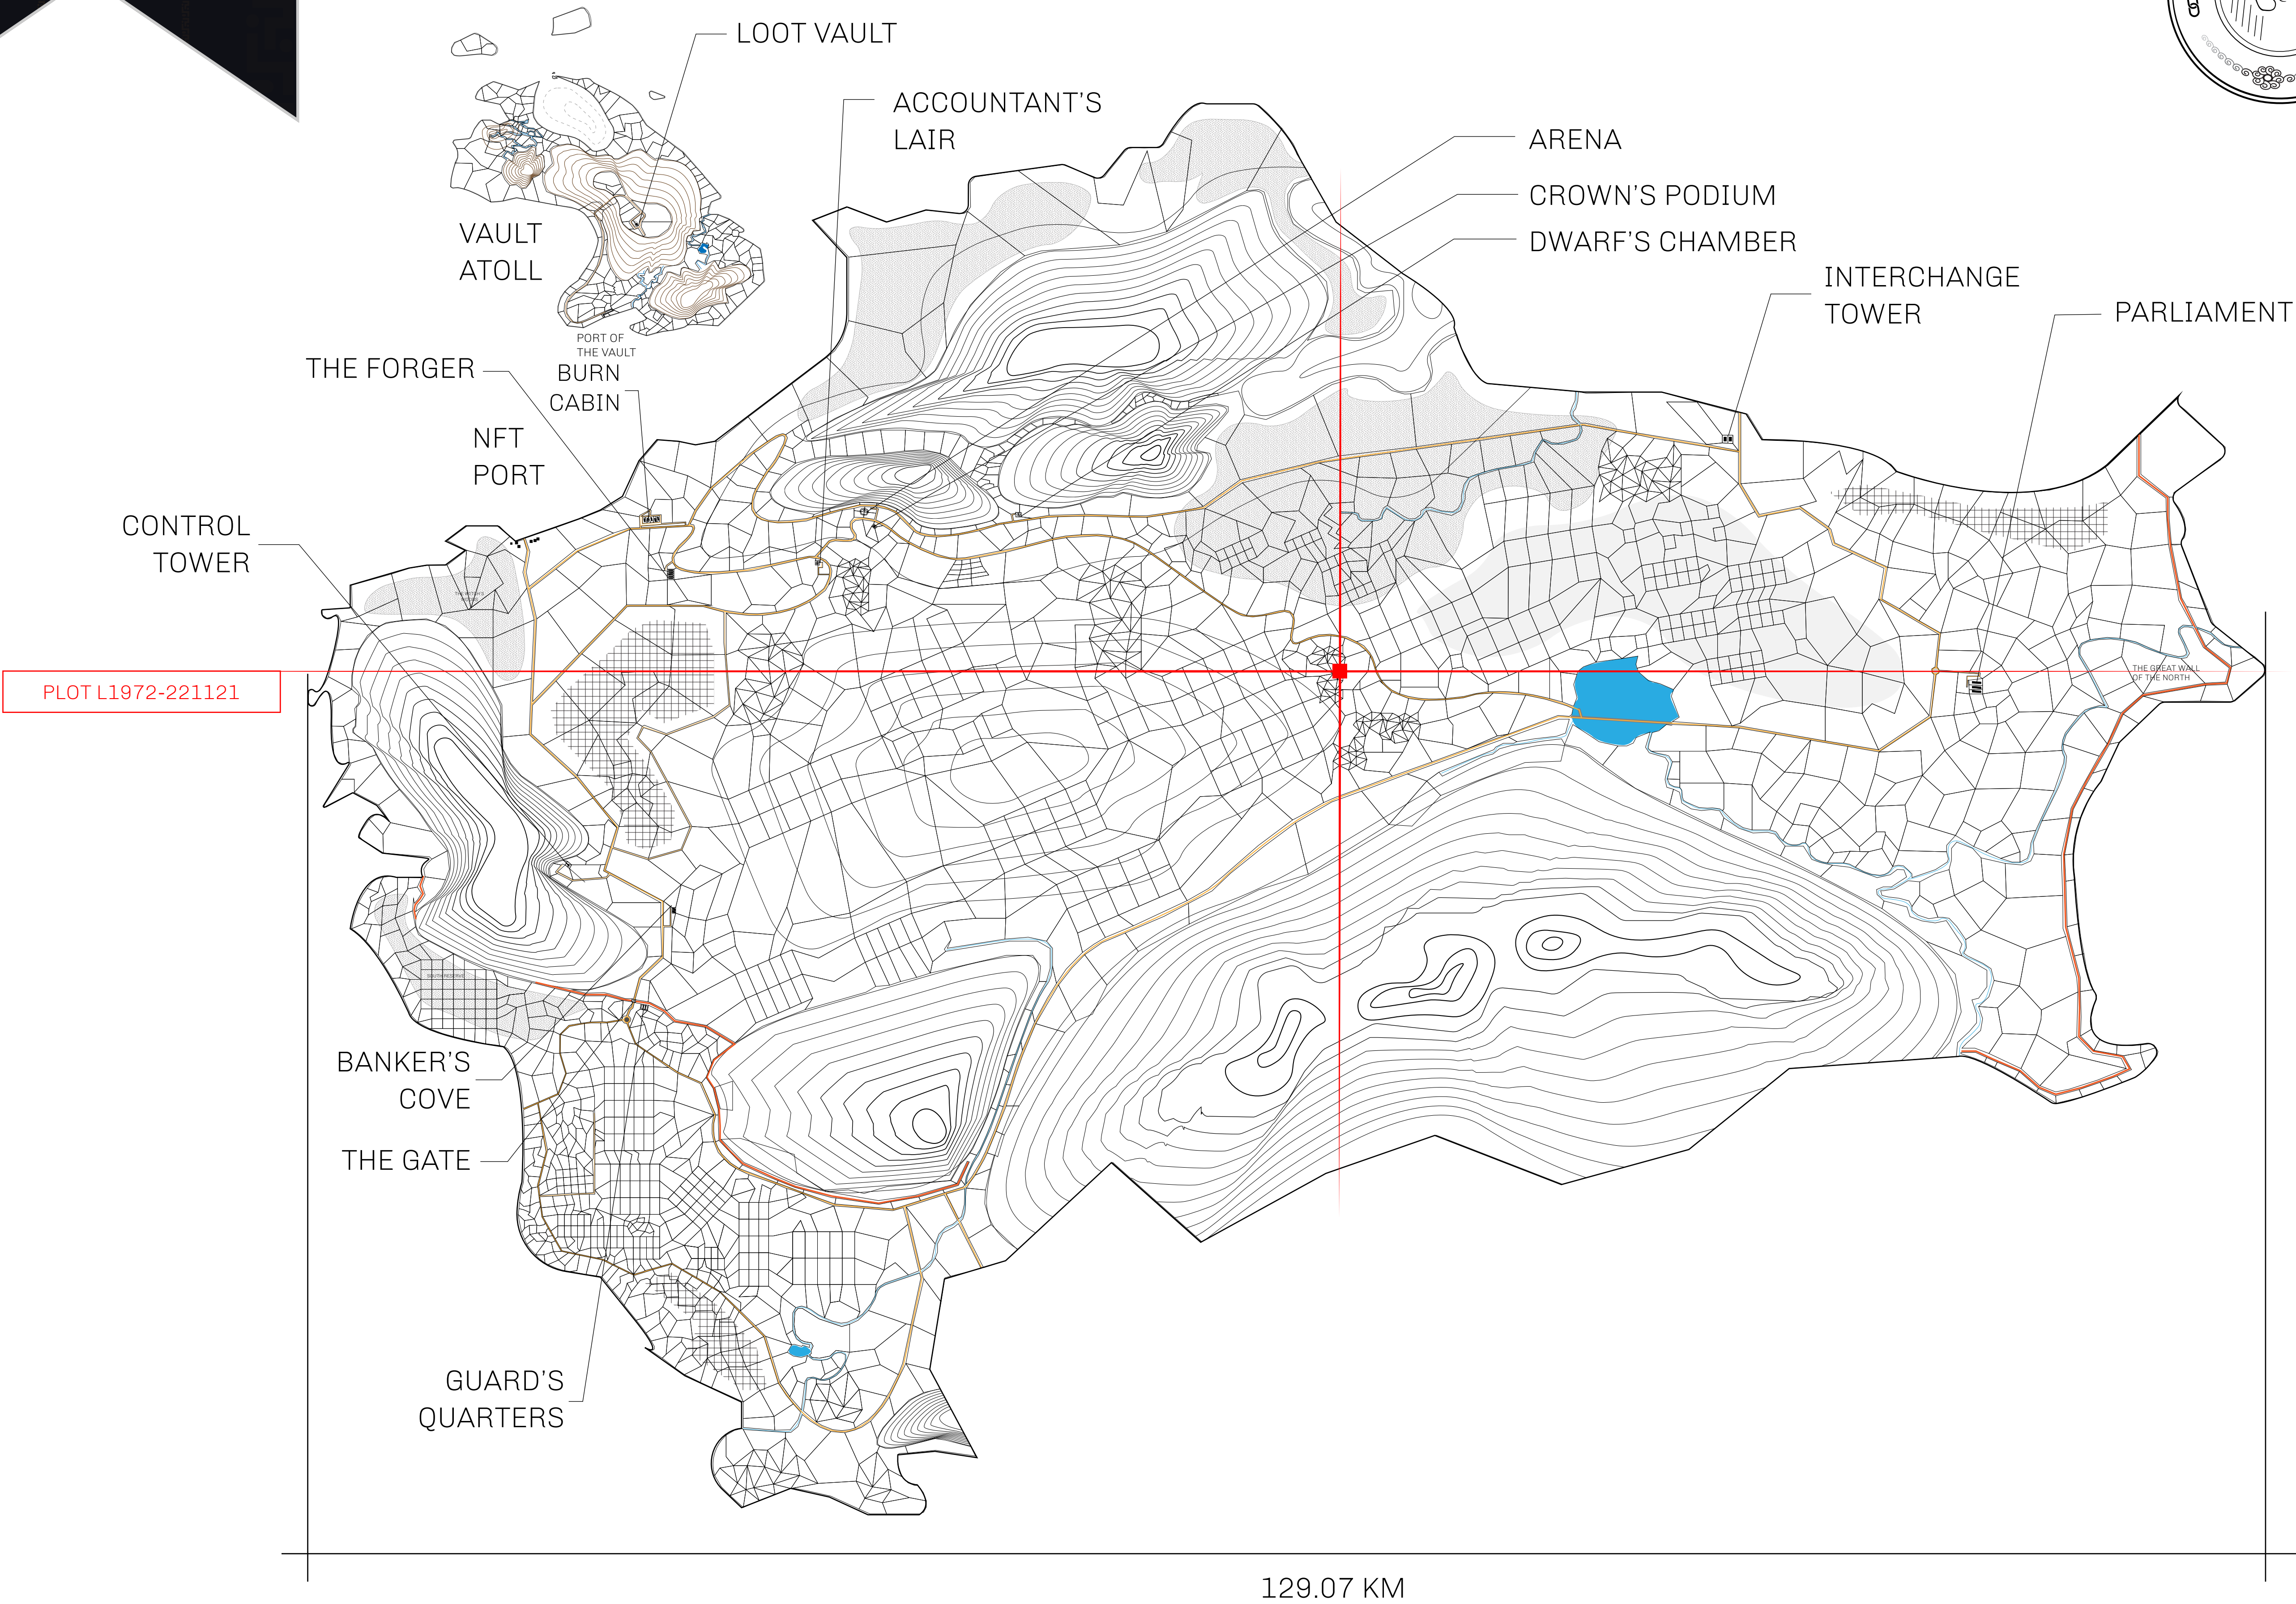 LOOT VAULT
ACCOUNTANT'S
LAIR
ARENA
CROWN'S PODIUM
DWARF'S CHAMBER
INTERCHANGE
TOWER
PARLIAMENT
VAULT
ATOLL
PORT OF
THE VAULT
THE FORGER
BURN
CABIN
NFT
PORT
CONTROL
TOWER
PLOT L1972-221121
THE GREAT WALL
OF THE NORTH
SOUTH RESERVE
BANKER'S
COVE
THE GATE
GUARD'S
QUARTERS
129.07 KM